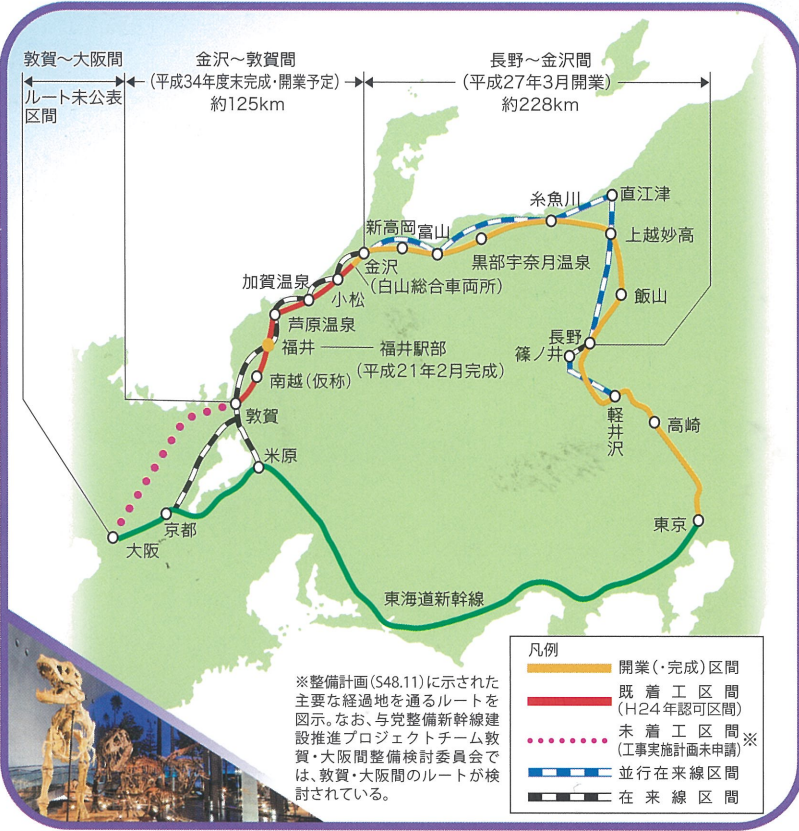 敦賀～大阪間
ルート未公表
区間
金沢～敦賀間
(平成34年度末完成・開業予定)
約125km
長野～金沢間
(平成27年3月開業)
約228km
糸魚川
直江津
新高岡
富山
上越妙高
黒部宇奈月温泉
金沢
(白山総合車両所)
加賀温泉
小松
飯山
芦原温泉
長野
福井
福井駅部
(平成21年2月完成)
篠ノ井
南越(仮称)
敦賀
軽井沢
高崎
米原
京都
大阪
東京
東海道新幹線
※整備計画(S48.11)に示された
主要な経過地を通るルートを
図示。なお、与党整備新幹線建
設推進プロジェクトチーム敦
賀・大阪間整備検討委員会で
は、敦賀・大阪間のルートが検
討されている。
凡例
開業(・完成)区間
既着工区間
(H24年認可区間)
未着工区間
(工事実施計画未申請)※
並行在来線区間
在来線区間